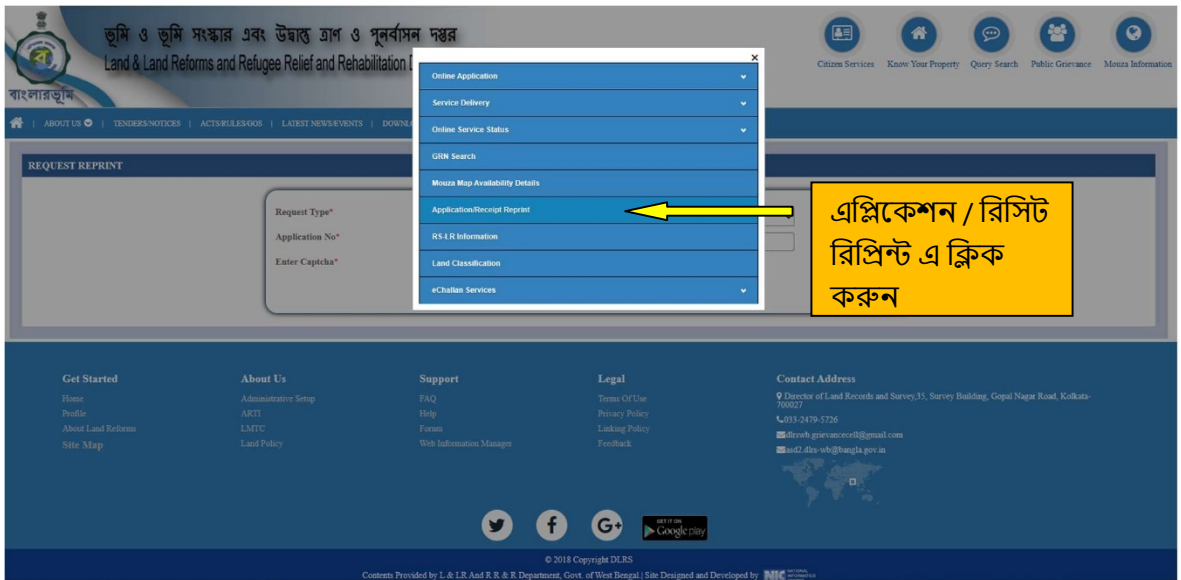 ভূমি ও ভূমি সংস্কার এবং উদ্বাস্তু ত্রাণ ও পুনর্বাসন দপ্তর
Land & Land Reforms and Refugee Relief and Rehabilitation
বাংলারভূমি
Citizen Services
Know Your Property
Query Search
Public Grievance
Mouza Information
ABOUT US | TENDERS/NOTICES | ACTS/RULES/GOS | LATEST NEWS/EVENTS |
×
Online Application
Service Delivery
Online Service Status
GRN Search
Mouza Map Availability Details
Application/Receipt Reprint
RS-LR Information
Land Classification
eChallan Services
REQUEST REPRINT
Request Type*
Application No*
Enter Captcha*
এপ্লিকেশন / রিসিট
রিপ্রিন্ট এ ক্লিক
করুন
Get Started
Home
Profile
About Land Reforms
Site Map
About Us
Administrative Setup
ARTI
LMTC
Land Policy
Support
FAQ
Help
Forum
Web Information Manager
Legal
Terms Of Use
Privacy Policy
Linking Policy
Feedback
Contact Address
Director of Land Records and Survey,35, Survey Building, Gopal Nagar Road, Kolkata-
700027
033-2479-5726
dlrswb.grievancecell@gmail.com
asd2.dlrs-wb@bangla.gov.in
GET IT ON
Google play
© 2018 Copyright DLRS
Contents Provided by L & LR And R R & R Department, Govt. of West Bengal | Site Designed and Developed by NIC